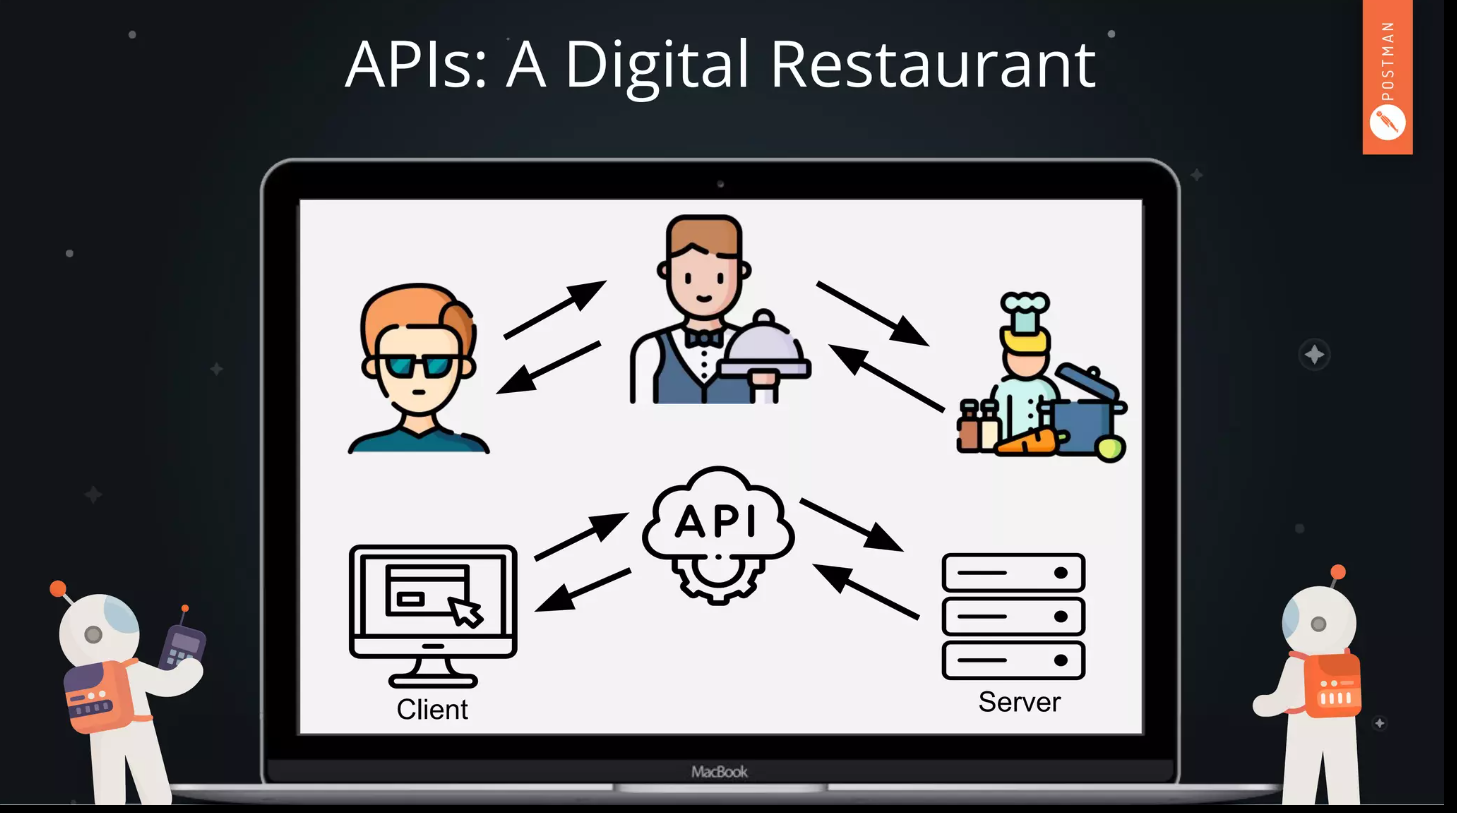 APIs: A Digital Restaurant
POSTMAN
API
Client
Server
MacBook